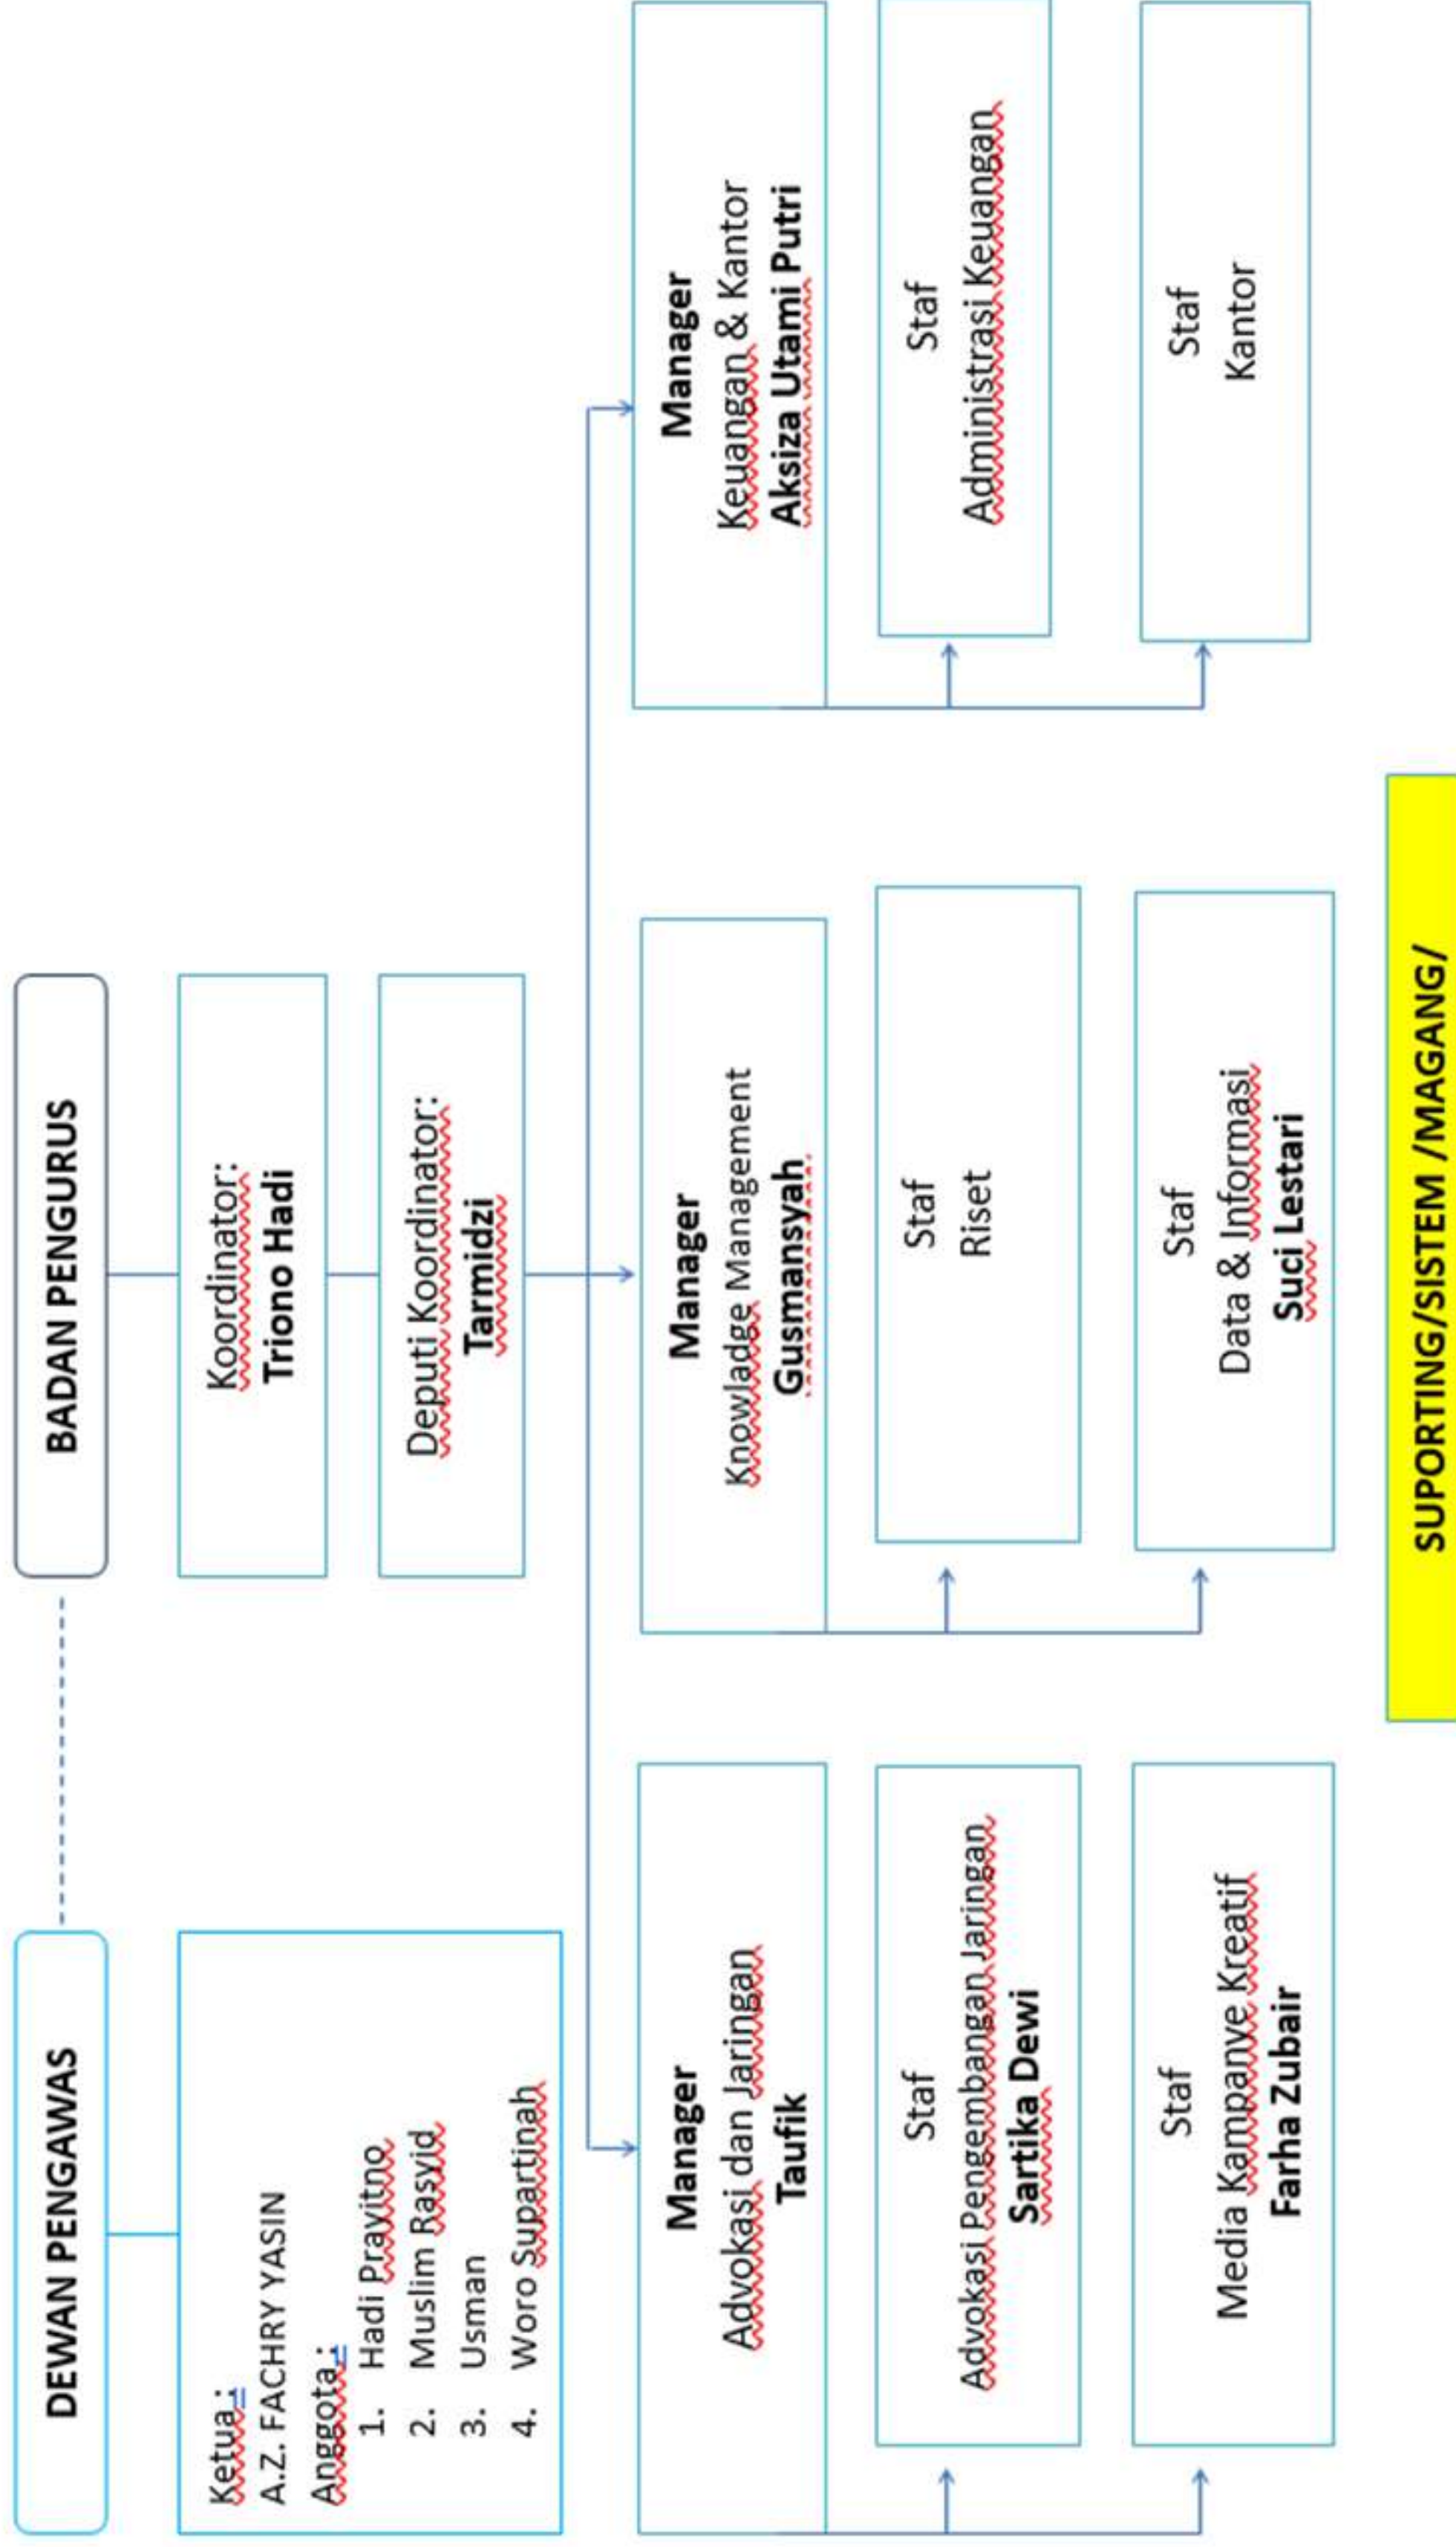 DEWAN PENGAWAS
BADAN PENGURUS
Ketua :
A.Z. FACHRY YASIN
Anggota :
1. Hadi Prayitno
2. Muslim Rasyid
3. Usman
4. Woro Supartinah
Koordinator:
Triono Hadi
Deputi Koordinator:
Tarmidzi
Manager
Advokasi dan Jaringan
Taufik
Manager
Knowladge Management
Gusmansyah
Manager
Keuangan & Kantor
Aksiza Utami Putri
Staf
Advokasi Pengembangan Jaringan
Sartika Dewi
Staf
Riset
Staf
Administrasi Keuangan
Staf
Media Kampanye Kreatif
Farha Zubair
Staf
Data & Informasi
Suci Lestari
Staf
Kantor
SUPORTING/SISTEM /MAGANG/